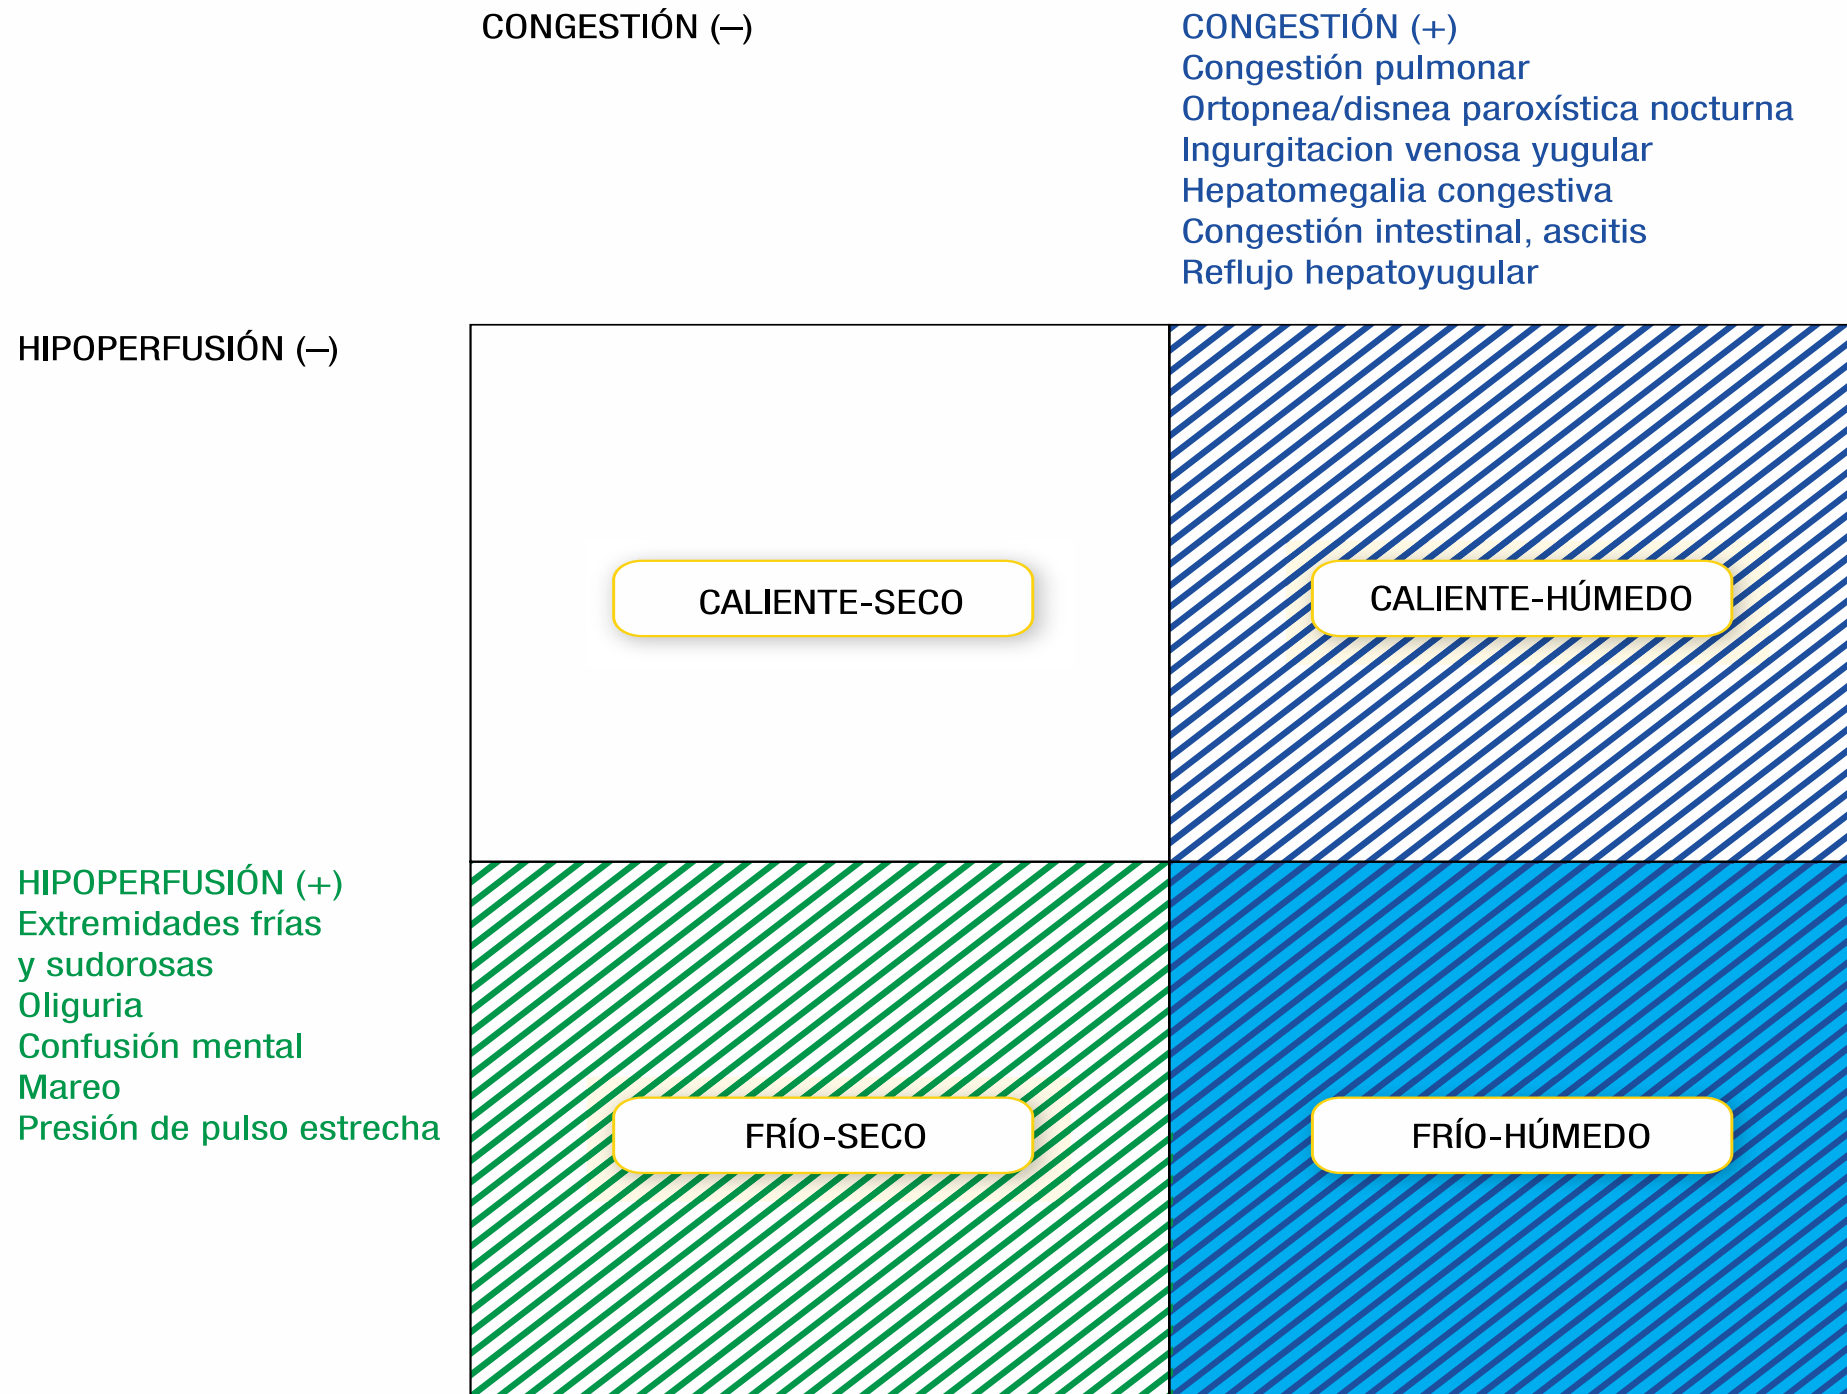 CONGESTIÓN (—)
CONGESTIÓN (+)
Congestión pulmonar
Ortopnea/disnea paroxística nocturna
Ingurgitacion venosa yugular
Hepatomegalia congestiva
Congestión intestinal, ascitis
Reflujo hepatoyugular
HIPOPERFUSIÓN (—)
CALIENTE-SECO
CALIENTE-HÚMEDO
HIPOPERFUSIÓN (+)
Extremidades frías
y sudorosas
Oliguria
Confusión mental
Mareo
Presión de pulso estrecha
FRÍO-SECO
FRÍO-HÚMEDO